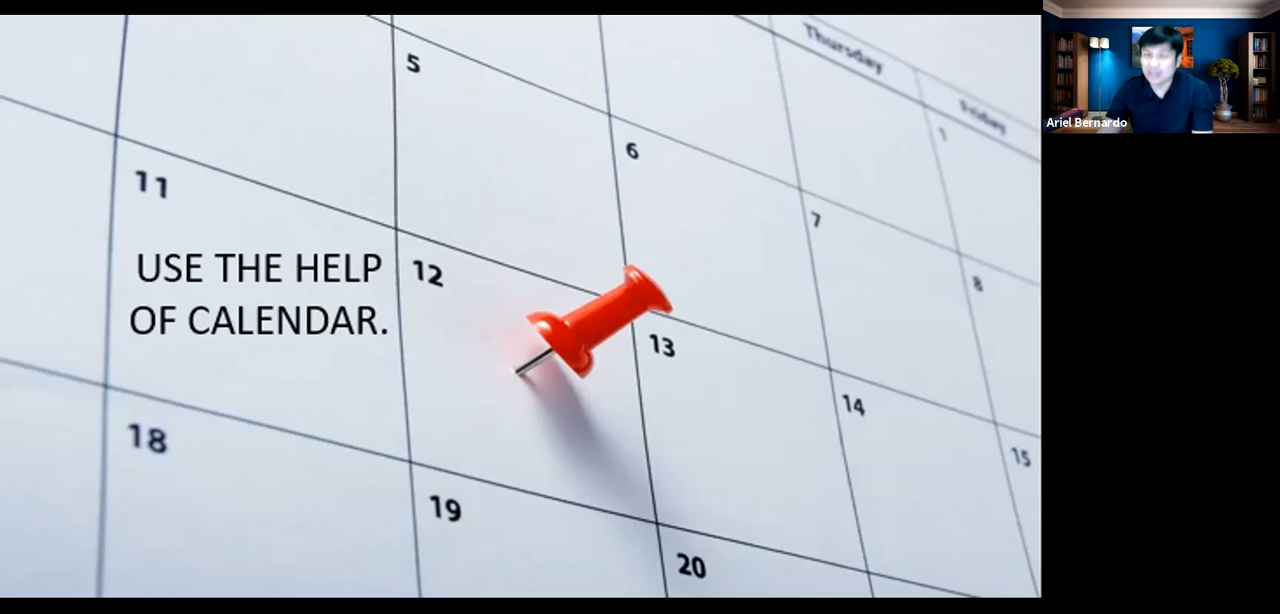 Thursday
Friday
1
5
6
7
8
11
12
13
14
15
18
19
20
USE THE HELP
OF CALENDAR.
Ariel Bernardo